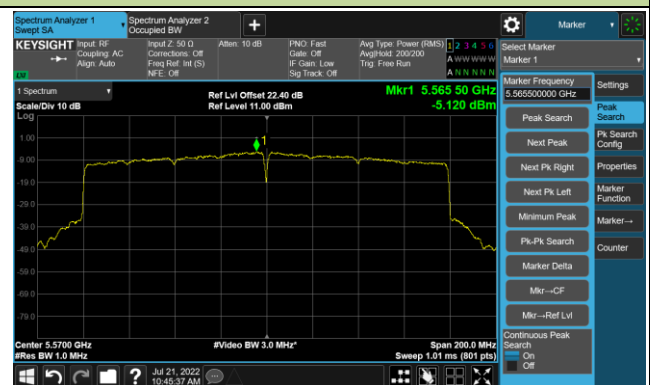 Spectrum Analyzer 1
Swept SA
Spectrum Analyzer 2
Occupied BW
Marker
KEYSIGHT
Input: RF
Coupling: AC
Align: Auto
Input Z: 50 Ω
Corrections: Off
Freq Ref: Int (S)
NFE: Off
Atten: 10 dB
PNO: Fast
Gate: Off
IF Gain: Low
Sig Track: Off
Avg Type: Power (RMS)
Avg|Hold: 200/200
Trig: Free Run
1 2 3 4 5 6
A W W W W W
A N N N N N
Select Marker
Marker 1
1 Spectrum
Scale/Div 10 dB
Log
Ref Lvl Offset 22.40 dB
Ref Level 11.00 dBm
Mkr1 5.565 50 GHz
-5.120 dBm
1
1.00
-9.00
-19.0
-29.0
-39.0
-49.0
-59.0
-69.0
-79.0
Center 5.5700 GHz
#Res BW 1.0 MHz
#Video BW 3.0 MHz*
Span 200.0 MHz
Sweep 1.01 ms (801 pts)
Marker Frequency
5.565500000 GHz
Peak Search
Next Peak
Next Pk Right
Next Pk Left
Minimum Peak
Pk-Pk Search
Marker Delta
Mkr→CF
Mkr→Ref Lvl
Continuous Peak
Search
On
Off
Settings
Peak
Search
Pk Search
Config
Properties
Marker
Function
Marker→
Counter
?
Jul 21, 2022
10:45:37 AM